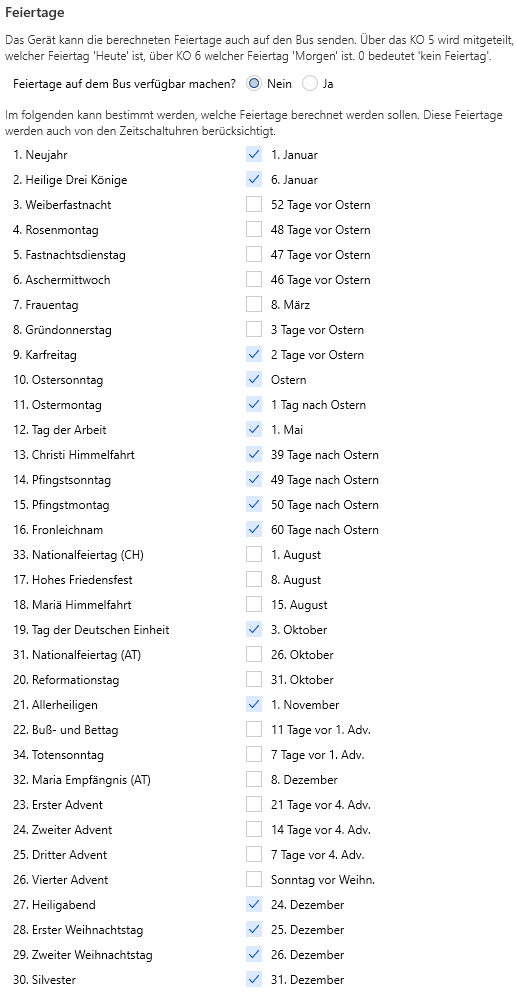 Feiertage
Das Gerät kann die berechneten Feiertage auch auf den Bus senden. Über das KO 5 wird mitgeteilt,
welcher Feiertag 'Heute' ist, über KO 6 welcher Feiertag 'Morgen' ist. 0 bedeutet 'kein Feiertag'.
Feiertage auf dem Bus verfügbar machen? Nein Ja
Im folgenden kann bestimmt werden, welche Feiertage berechnet werden sollen. Diese Feiertage
werden auch von den Zeitschaltuhren berücksichtigt.
1. Neujahr 1. Januar
2. Heilige Drei Könige 6. Januar
3. Weiberfastnacht 52 Tage vor Ostern
4. Rosenmontag 48 Tage vor Ostern
5. Fastnachtsdienstag 47 Tage vor Ostern
6. Aschermittwoch 46 Tage vor Ostern
7. Frauentag 8. März
8. Gründonnerstag 3 Tage vor Ostern
9. Karfreitag 2 Tage vor Ostern
10. Ostersonntag Ostern
11. Ostermontag 1 Tag nach Ostern
12. Tag der Arbeit 1. Mai
13. Christi Himmelfahrt 39 Tage nach Ostern
14. Pfingstsonntag 49 Tage nach Ostern
15. Pfingstmontag 50 Tage nach Ostern
16. Fronleichnam 60 Tage nach Ostern
33. Nationalfeiertag (CH) 1. August
17. Hohes Friedensfest 8. August
18. Mariä Himmelfahrt 15. August
19. Tag der Deutschen Einheit 3. Oktober
31. Nationalfeiertag (AT) 26. Oktober
20. Reformationstag 31. Oktober
21. Allerheiligen 1. November
22. Buß- und Bettag 11 Tage vor 1. Adv.
34. Totensonntag 7 Tage vor 1. Adv.
32. Maria Empfängnis (AT) 8. Dezember
23. Erster Advent 21 Tage vor 4. Adv.
24. Zweiter Advent 14 Tage vor 4. Adv.
25. Dritter Advent 7 Tage vor 4. Adv.
26. Vierter Advent Sonntag vor Weihn.
27. Heiligabend 24. Dezember
28. Erster Weihnachtstag 25. Dezember
29. Zweiter Weihnachtstag 26. Dezember
30. Silvester 31. Dezember